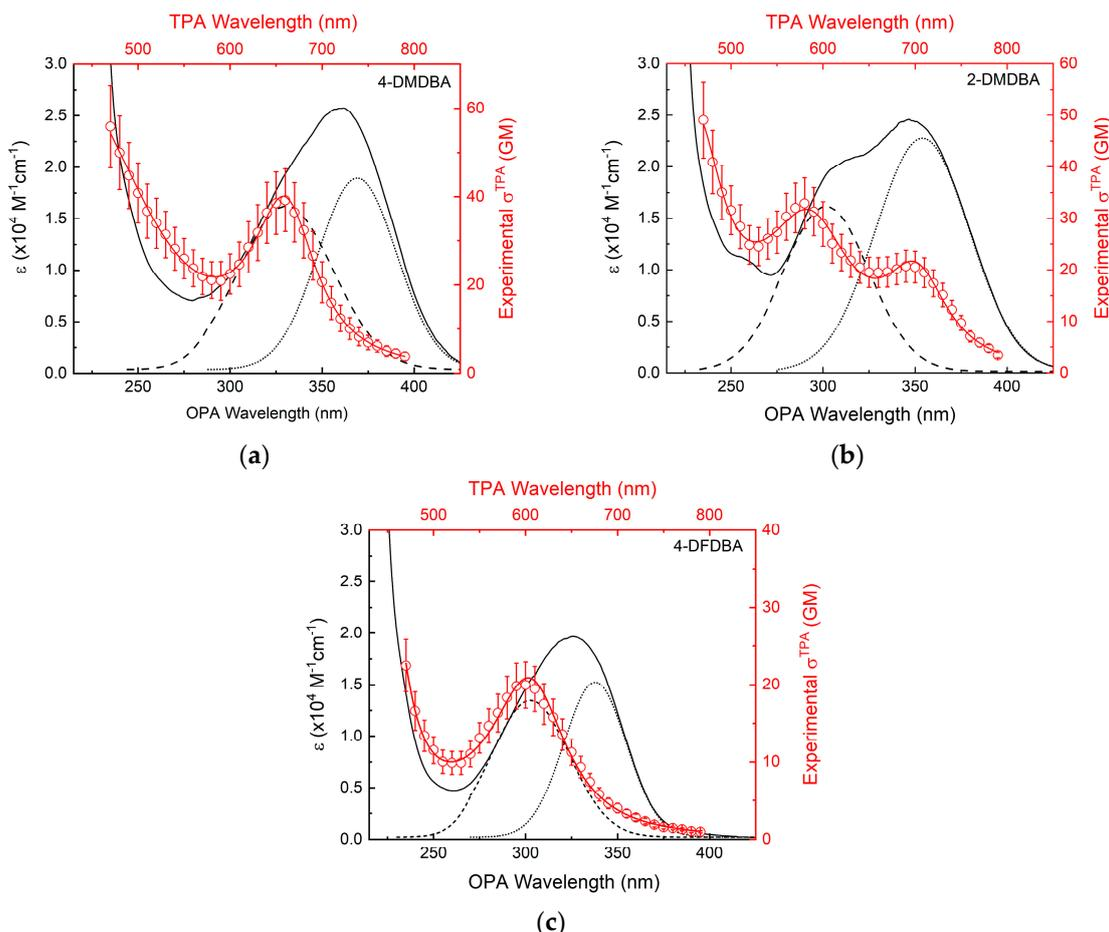 TPA Wavelength (nm)
500 600 700 800
4-DMDBA
3.0
2.5
2.0
1.5
1.0
0.5
0.0
ε (x10⁴ M⁻¹cm⁻¹)
60
40
20
0
Experimental σᵀᴾᴬ (GM)
250 300 350 400
OPA Wavelength (nm)
(a)
TPA Wavelength (nm)
500 600 700 800
2-DMDBA
3.0
2.5
2.0
1.5
1.0
0.5
0.0
ε (x10⁴ M⁻¹cm⁻¹)
60
50
40
30
20
10
0
Experimental σᵀᴾᴬ (GM)
250 300 350 400
OPA Wavelength (nm)
(b)
TPA Wavelength (nm)
500 600 700 800
4-DFDBA
3.0
2.5
2.0
1.5
1.0
0.5
0.0
ε (x10⁴ M⁻¹cm⁻¹)
40
30
20
10
0
Experimental σᵀᴾᴬ (GM)
250 300 350 400
OPA Wavelength (nm)
(c)